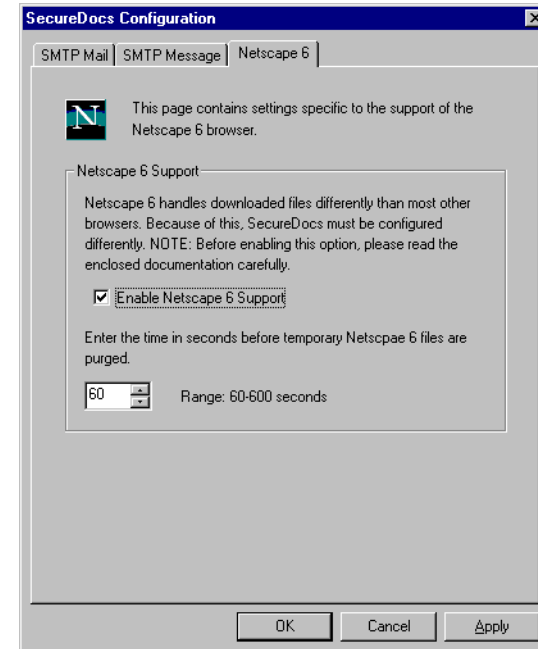 SecureDocs Configuration
SMTP Mail SMTP Message Netscape 6
N
This page contains settings specific to the support of the
Netscape 6 browser.
Netscape 6 Support
Netscape 6 handles downloaded files differently than most other
browsers. Because of this, SecureDocs must be configured
differently. NOTE: Before enabling this option, please read the
enclosed documentation carefully.
Enable Netscape 6 Support
Enter the time in seconds before temporary Netscpae 6 files are
purged.
60 Range: 60-600 seconds
OK Cancel Apply